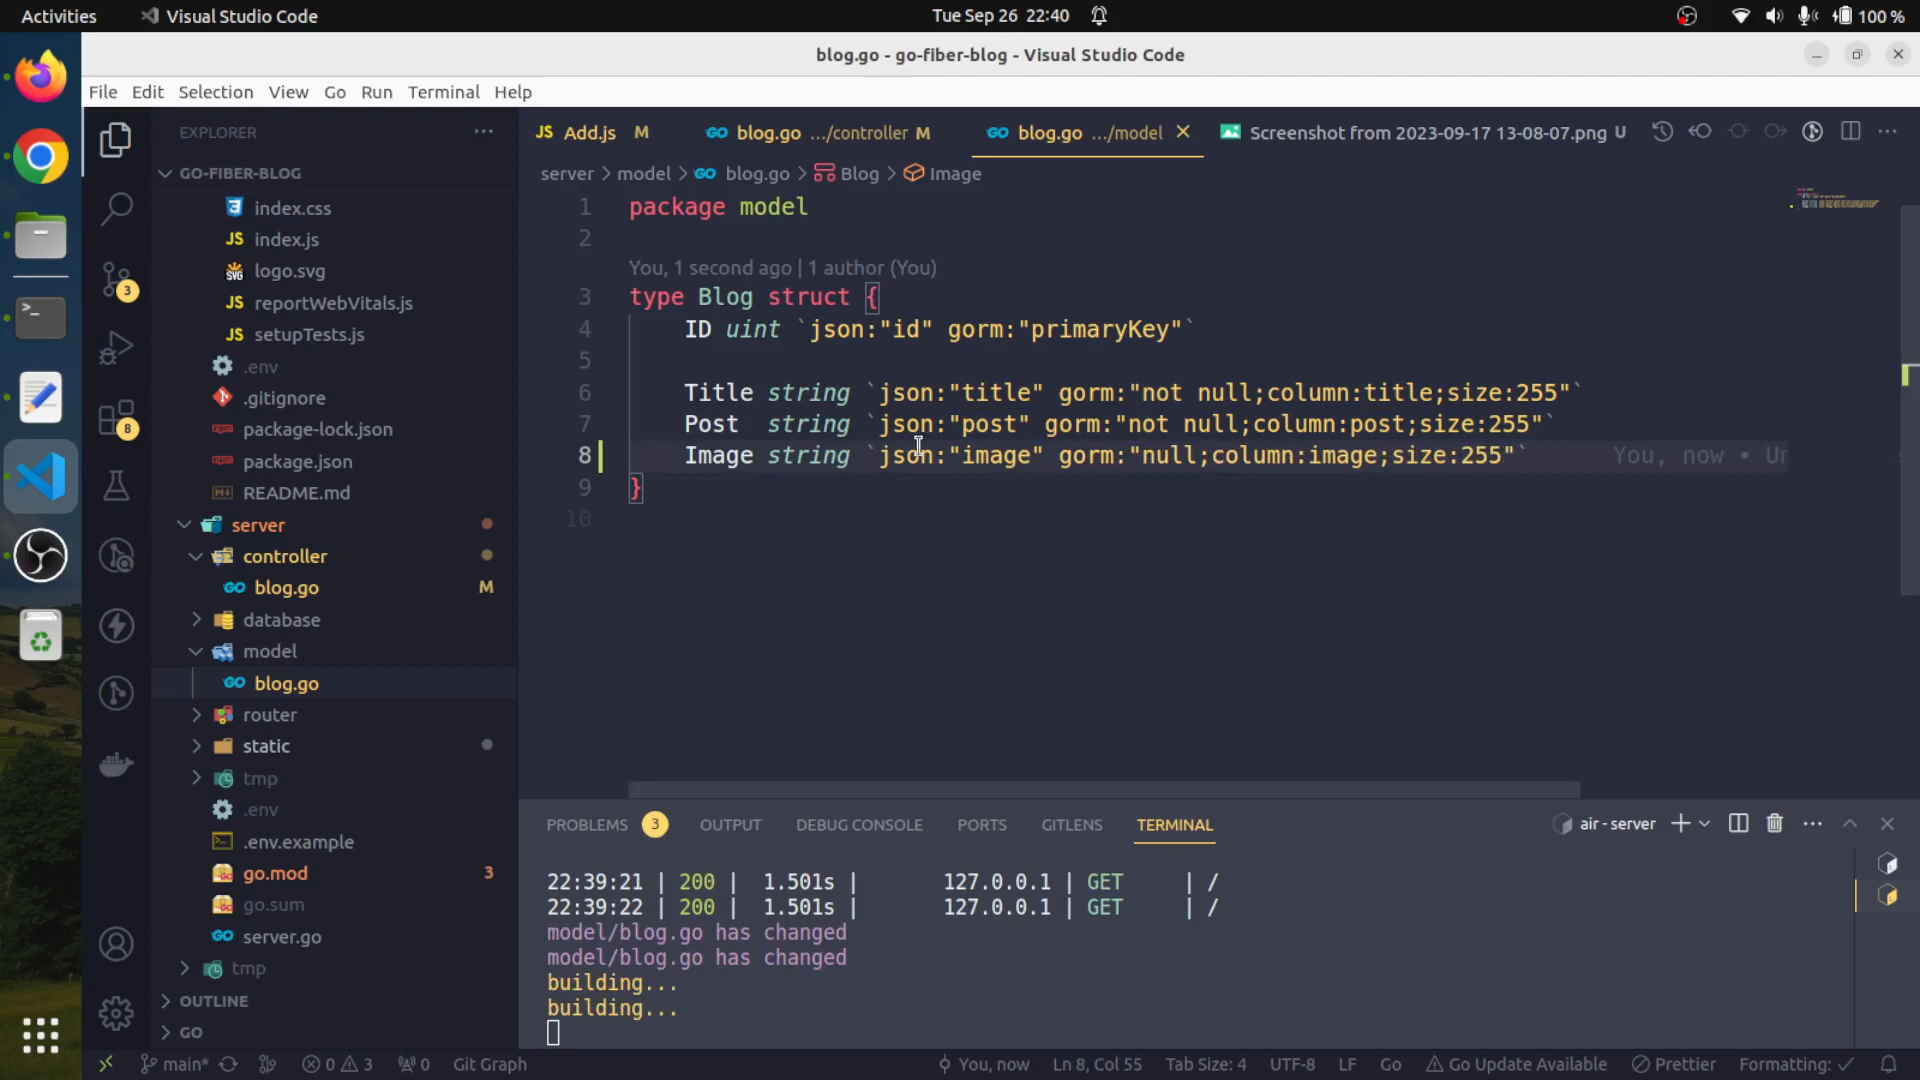 Activities
Visual Studio Code
Tue Sep 26 22:40
100 %
blog.go - go-fiber-blog - Visual Studio Code
File Edit Selection View Go Run Terminal Help
EXPLORER
JS Add.js M
GO blog.go .../controller M
GO blog.go .../model
Screenshot from 2023-09-17 13-08-07.png U
GO-FIBER-BLOG
server > model > GO blog.go > Blog > Image
index.css
JS index.js
SVG logo.svg
JS reportWebVitals.js
JS setupTests.js
.env
.gitignore
package-lock.json
package.json
README.md
server
controller
GO blog.go M
database
model
GO blog.go
router
static
tmp
.env
.env.example
go.mod 3
go.sum
GO server.go
tmp
OUTLINE
GO
3
8
1 package model
2
You, 1 second ago | 1 author (You)
3 type Blog struct {
4 ID uint `json:"id" gorm:"primaryKey"`
5
6 Title string `json:"title" gorm:"not null;column:title;size:255"`
7 Post string `json:"post" gorm:"not null;column:post;size:255"`
8 Image string `json:"image" gorm:"null;column:image;size:255"` You, now • Un
9 }
10
PROBLEMS 3 OUTPUT DEBUG CONSOLE PORTS GITLENS TERMINAL
air - server
22:39:21 | 200 | 1.501s | 127.0.0.1 | GET | /
22:39:22 | 200 | 1.501s | 127.0.0.1 | GET | /
model/blog.go has changed
model/blog.go has changed
building...
building...
main* 0 3 0 Git Graph You, now Ln 8, Col 55 Tab Size: 4 UTF-8 LF Go Go Update Available Prettier Formatting: